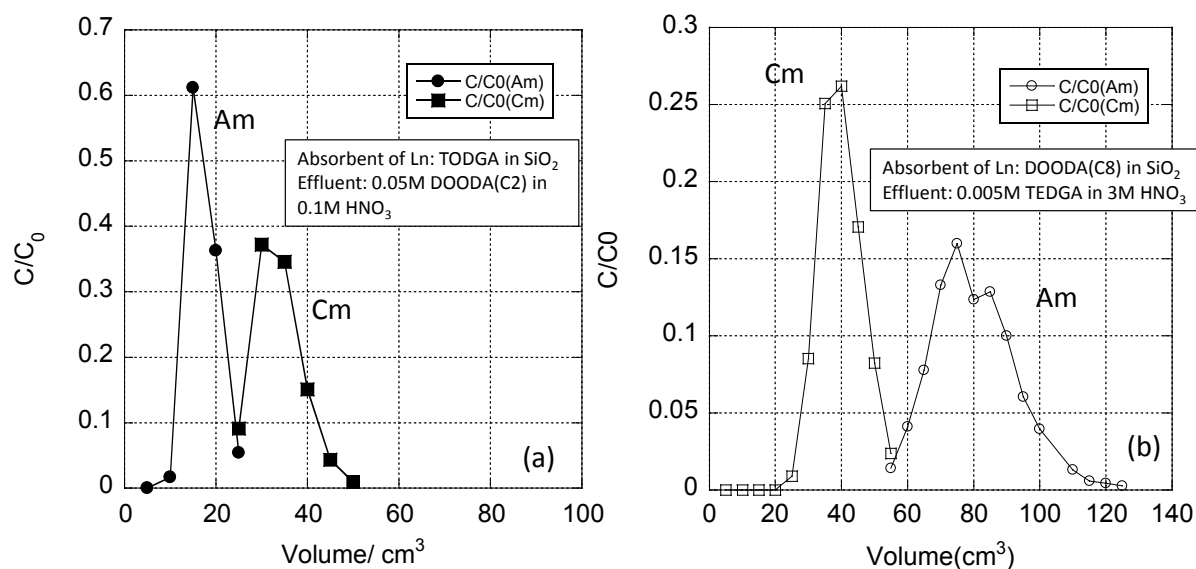 0.7
0.6
0.5
0.4
0.3
0.2
0.1
0
C/C₀
0 20 40 60 80 100
Volume/ cm³
C/C0(Am)
C/C0(Cm)
Am
Cm
Absorbent of Ln: TODGA in SiO₂
Effluent: 0.05M DOODA(C2) in
0.1M HNO₃
(a)
0.3
0.25
0.2
0.15
0.1
0.05
0
C/C0
0 20 40 60 80 100 120 140
Volume(cm³)
C/C0(Am)
C/C0(Cm)
Cm
Am
Absorbent of Ln: DOODA(C8) in SiO₂
Effluent: 0.005M TEDGA in 3M HNO₃
(b)